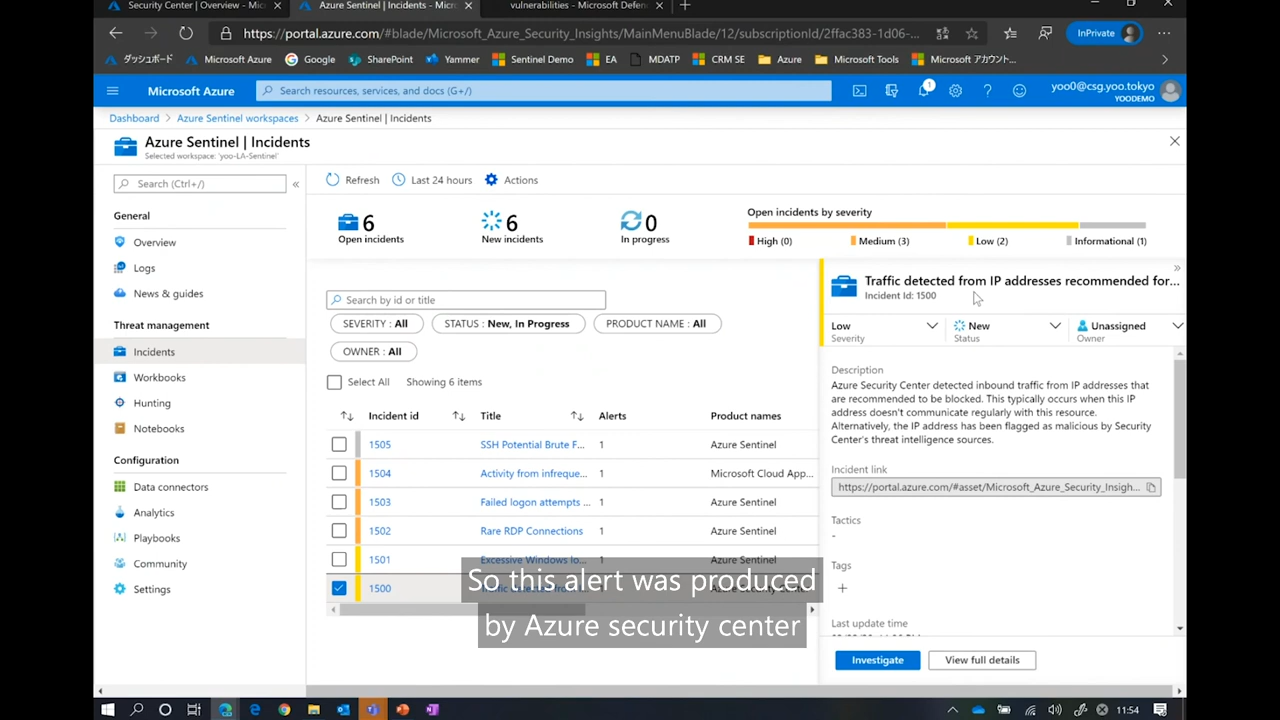 Security Center | Overview - Mic...
Azure Sentinel | Incidents - Micr...
vulnerabilities - Microsoft Defen...
https://portal.azure.com/#blade/Microsoft_Azure_Security_Insights/MainMenuBlade/12/subscriptionId/2ffac383-1d06-...
InPrivate
ダッシュボード Microsoft Azure Google SharePoint Yammer Sentinel Demo EA MDATP CRM SE Azure Microsoft Tools Microsoft アカウント...
Microsoft Azure
Search resources, services, and docs (G+/)
1
yoo0@csg.yoo.tokyo
YOODEMO
Dashboard > Azure Sentinel workspaces > Azure Sentinel | Incidents
Azure Sentinel | Incidents
Selected workspace: 'yoo-LA-Sentinel'
Search (Ctrl+/)
General
Overview
Logs
News & guides
Threat management
Incidents
Workbooks
Hunting
Notebooks
Configuration
Data connectors
Analytics
Playbooks
Community
Settings
Refresh Last 24 hours Actions
6
Open incidents
6
New incidents
0
In progress
Open incidents by severity
High (0) Medium (3) Low (2) Informational (1)
Search by id or title
SEVERITY : All STATUS : New, In Progress PRODUCT NAME : All
OWNER : All
Select All Showing 6 items
Incident id Title Alerts Product names
1505 SSH Potential Brute F... 1 Azure Sentinel
1504 Activity from infreque... 1 Microsoft Cloud App...
1503 Failed logon attempts ... 1 Azure Sentinel
1502 Rare RDP Connections 1 Azure Sentinel
1501 Excessive Windows lo... 1 Azure Sentinel
1500
Traffic detected from IP addresses recommended for...
Incident Id: 1500
Low
Severity
New
Status
Unassigned
Owner
Description
Azure Security Center detected inbound traffic from IP addresses that
are recommended to be blocked. This typically occurs when this IP
address doesn't communicate regularly with this resource.
Alternatively, the IP address has been flagged as malicious by Security
Center's threat intelligence sources.
Incident link
https://portal.azure.com/#asset/Microsoft_Azure_Security_Insigh...
Tactics
-
Tags
Last update time
Investigate
View full details
So this alert was produced
by Azure security center
11:54